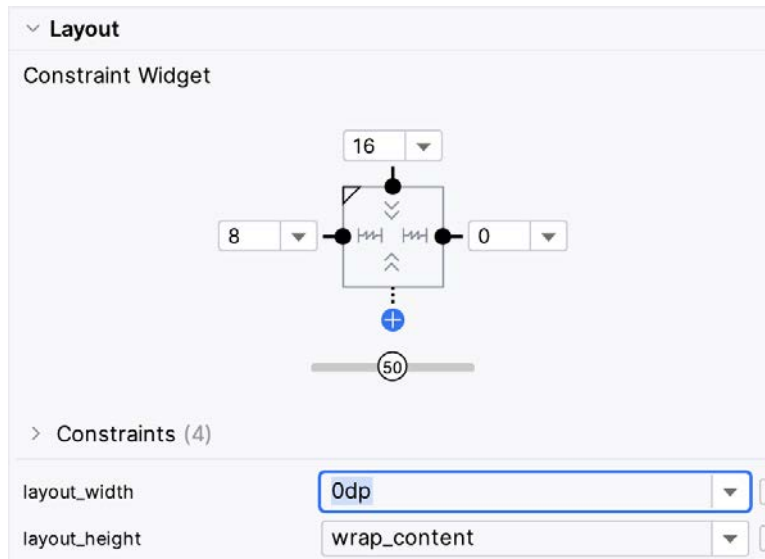 Layout
Constraint Widget
16
8
0
50
Constraints (4)
layout_width 0dp
layout_height wrap_content